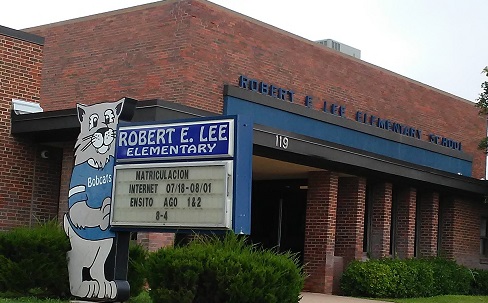 ROBERT E LEE ELEMENTARY SCHOOL
119
ROBERT E. LEE
ELEMENTARY
Bobcats
MATRICULACION
INTERNET 07/18-08/01
ENSITO AGO 1&2
8-4